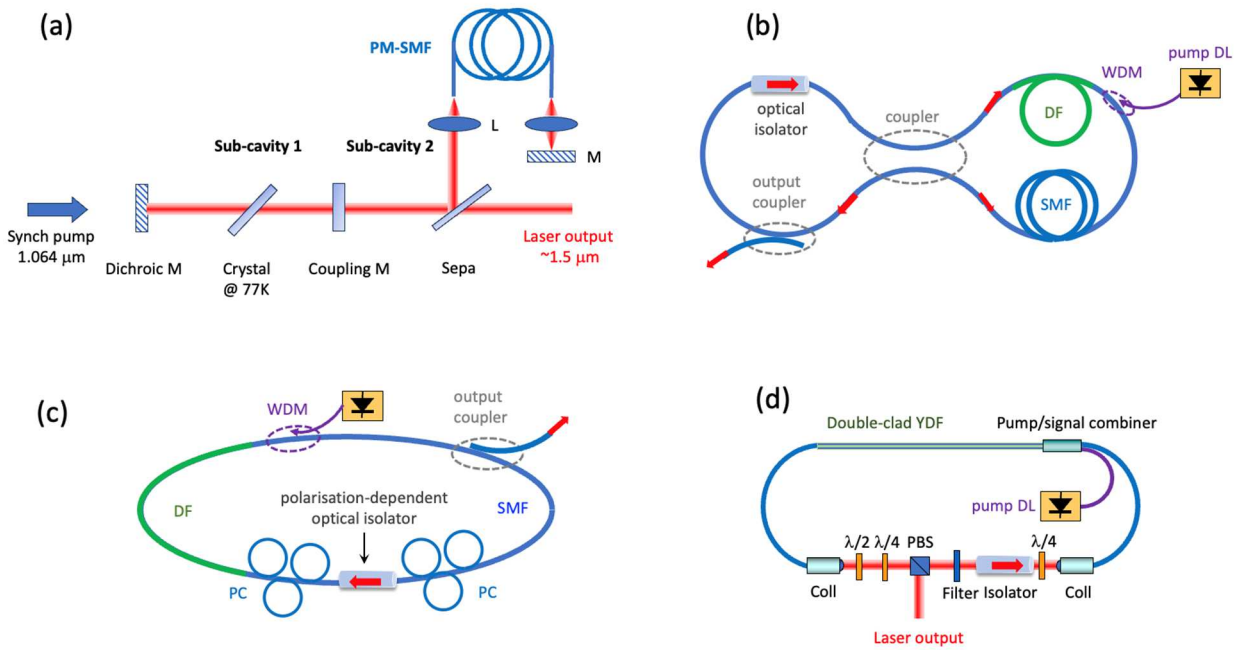 (a)
PM-SMF
L
M
Sub-cavity 1
Sub-cavity 2
Synch pump
1.064 μm
Dichroic M
Crystal
@ 77K
Coupling M
Sepa
Laser output
~1.5 μm
(b)
pump DL
WDM
optical
isolator
coupler
DF
output
coupler
SMF
(c)
WDM
output
coupler
polarisation-dependent
optical isolator
DF
SMF
PC
PC
(d)
Double-clad YDF
Pump/signal combiner
pump DL
λ/2 λ/4 PBS
λ/4
Coll
Filter Isolator
Coll
Laser output